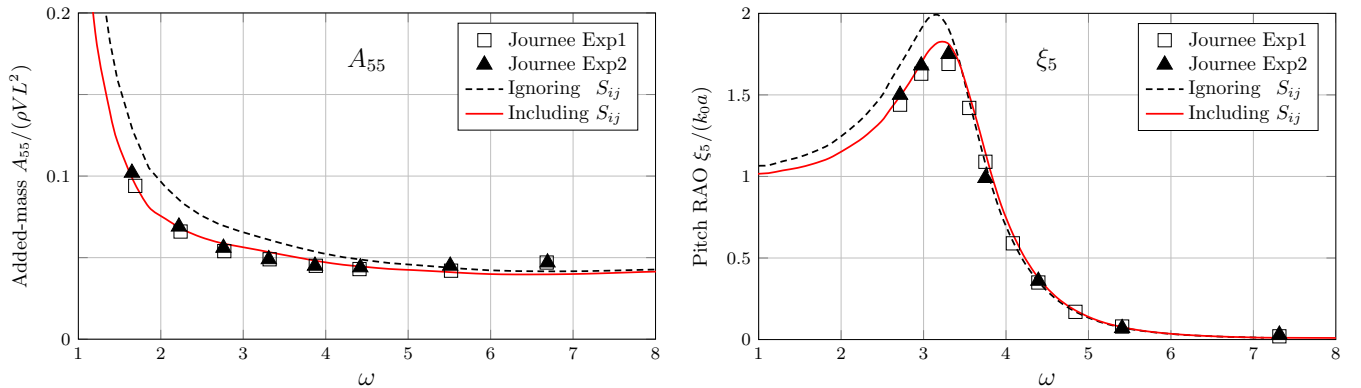 0.2
0.1
0
1 2 3 4 5 6 7 8
ω
Added-mass A₅₅/(ρVL²)
A₅₅
Journee Exp1
Journee Exp2
Ignoring Sᵢⱼ
Including Sᵢⱼ
2
1.5
1
0.5
0
1 2 3 4 5 6 7 8
ω
Pitch RAO ξ₅/(k₀a)
ξ₅
Journee Exp1
Journee Exp2
Ignoring Sᵢⱼ
Including Sᵢⱼ